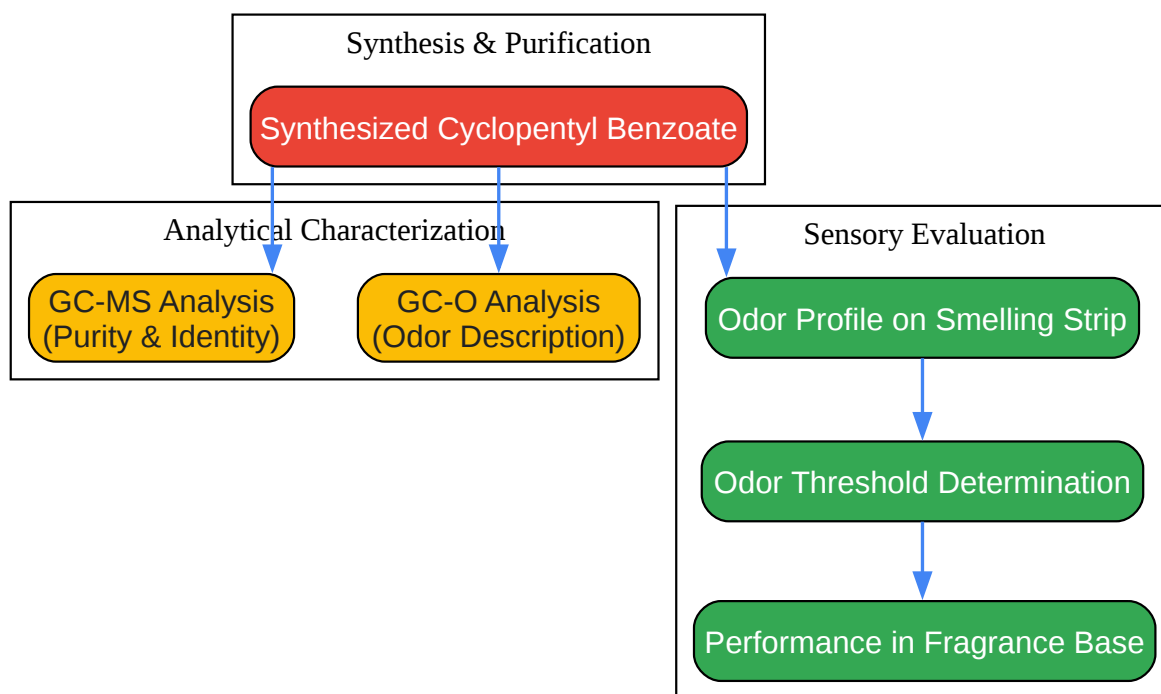 Synthesis & Purification
Synthesized Cyclopentyl Benzoate
Analytical Characterization
GC-MS Analysis
(Purity & Identity)
GC-O Analysis
(Odor Description)
Sensory Evaluation
Odor Profile on Smelling Strip
Odor Threshold Determination
Performance in Fragrance Base